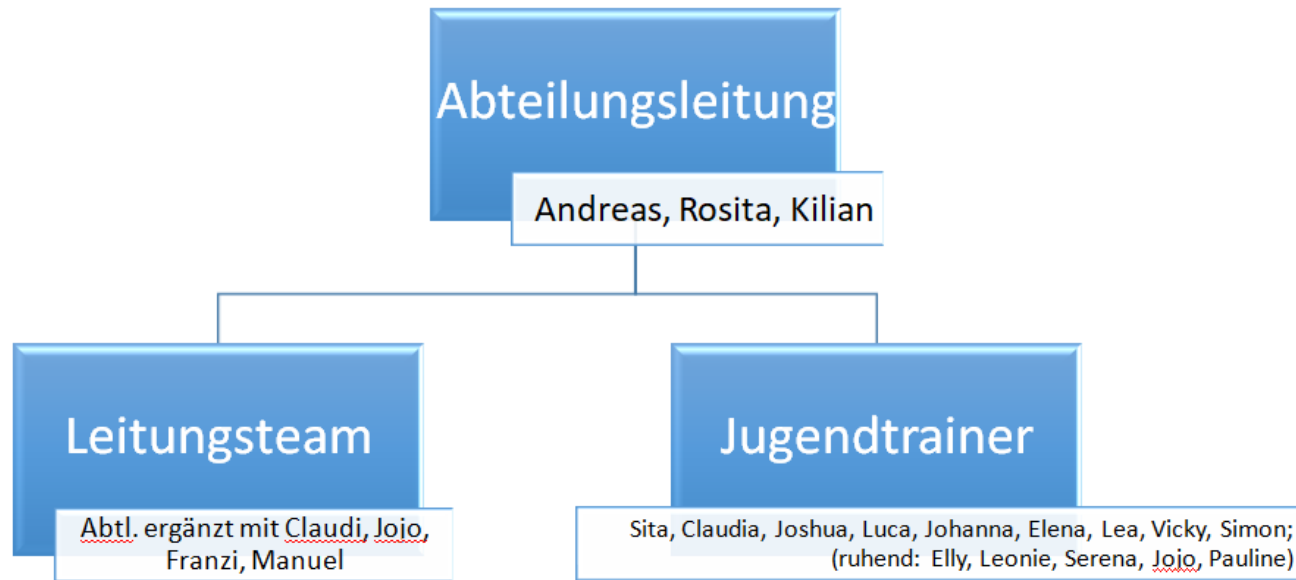 Abteilungsleitung
Andreas, Rosita, Kilian
Leitungsteam
Abtl. ergänzt mit Claudi, Jojo,
Franzi, Manuel
Jugendtrainer
Sita, Claudia, Joshua, Luca, Johanna, Elena, Lea, Vicky, Simon;
(ruhend: Elly, Leonie, Serena, Jojo, Pauline)